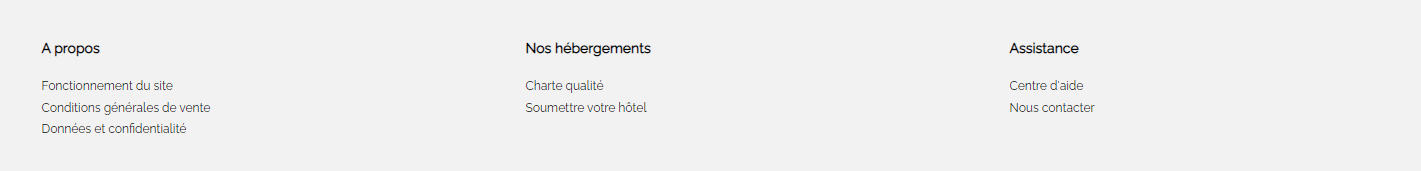 A propos
Fonctionnement du site
Conditions générales de vente
Données et confidentialité
Nos hébergements
Charte qualité
Soumettre votre hôtel
Assistance
Centre d'aide
Nous contacter